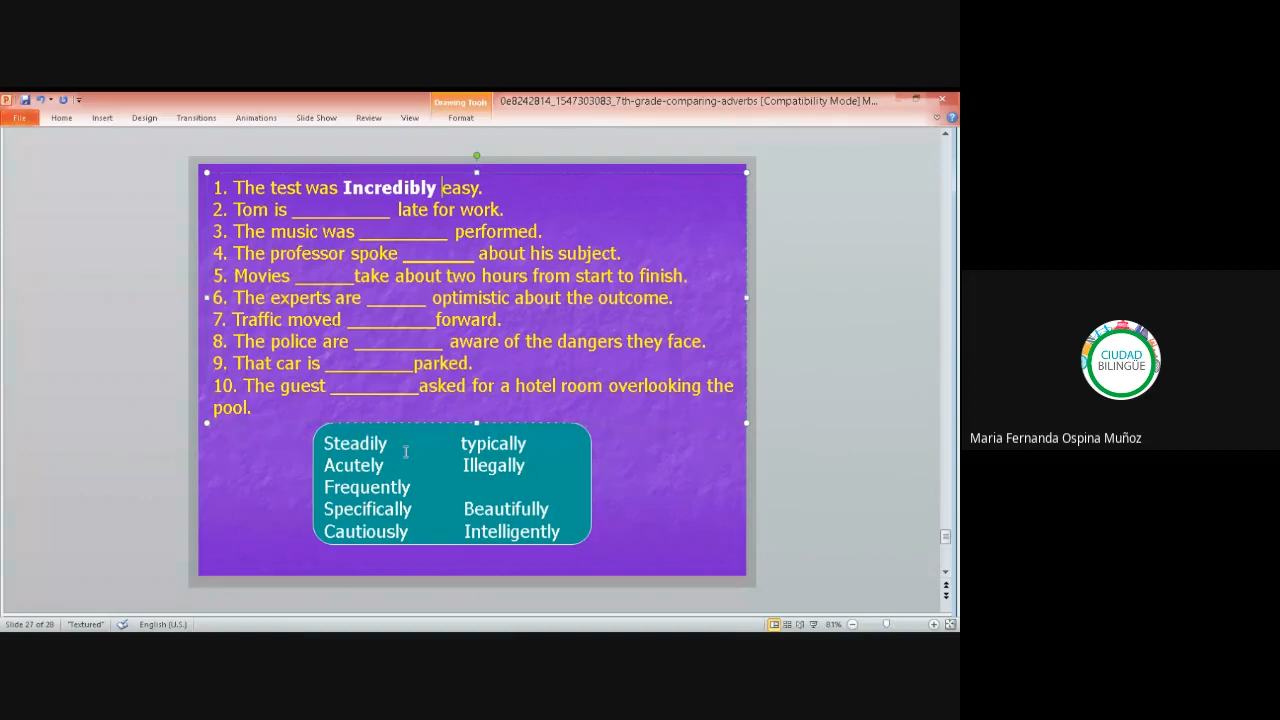 Drawing Tools
0e8242814_1547303083_7th-grade-comparing-adverbs [Compatibility Mode] M...
File Home Insert Design Transitions Animations Slide Show Review View Format
1. The test was Incredibly easy.
2. Tom is __________ late for work.
3. The music was _________ performed.
4. The professor spoke ________ about his subject.
5. Movies ______take about two hours from start to finish.
6. The experts are ______ optimistic about the outcome.
7. Traffic moved _________forward.
8. The police are _________ aware of the dangers they face.
9. That car is _________parked.
10. The guest _________asked for a hotel room overlooking the
pool.
Steadily typically
Acutely Illegally
Frequently
Specifically Beautifully
Cautiously Intelligently
CIUDAD
BILINGÜE
Maria Fernanda Ospina Muñoz
Slide 27 of 28 "Textured" English (U.S.) 81%